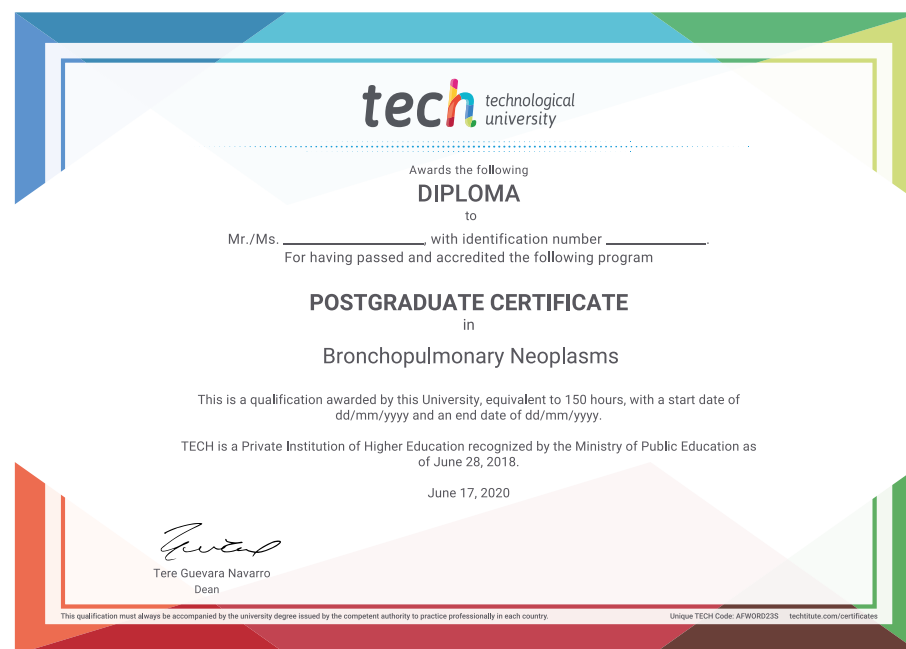 tech technological
university
Awards the following
DIPLOMA
to
Mr./Ms. ____________, with identification number ____________.
For having passed and accredited the following program
POSTGRADUATE CERTIFICATE
in
Bronchopulmonary Neoplasms
This is a qualification awarded by this University, equivalent to 150 hours, with a start date of
dd/mm/yyyy and an end date of dd/mm/yyyy.
TECH is a Private Institution of Higher Education recognized by the Ministry of Public Education as
of June 28, 2018.
June 17, 2020
Tere Guevara Navarro
Dean
This qualification must always be accompanied by the university degree issued by the competent authority to practice professionally in each country.
Unique TECH Code: AFWORD23S techtitute.com/certificates